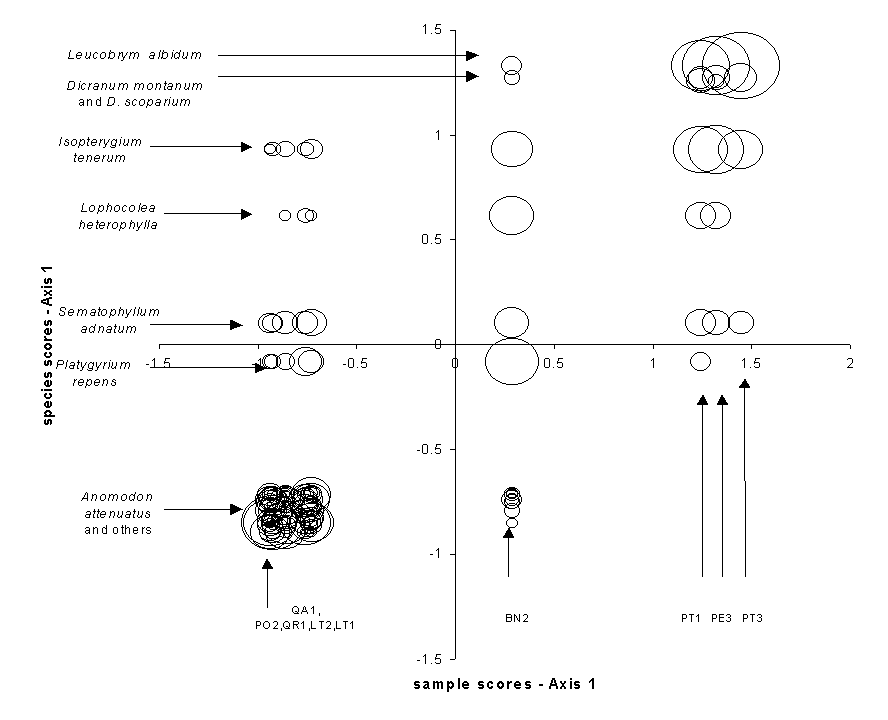 1.5
Leucobrym albidum
Dicranum montanum
and D. scoparium
Isopterygium
tenerum
1
Lophocolea
heterophylla
0.5
species scores - Axis 1
Sematophyllum
adnatum
0
-1.5
-1
-0.5
0
0.5
1
1.5
2
Platygyrium
repens
-0.5
Anomodon
attenuatus
and others
-1
QA1,
PO2,QR1,LT2,LT1
BN2
PT1
PE3
PT3
-1.5
sample scores - Axis 1